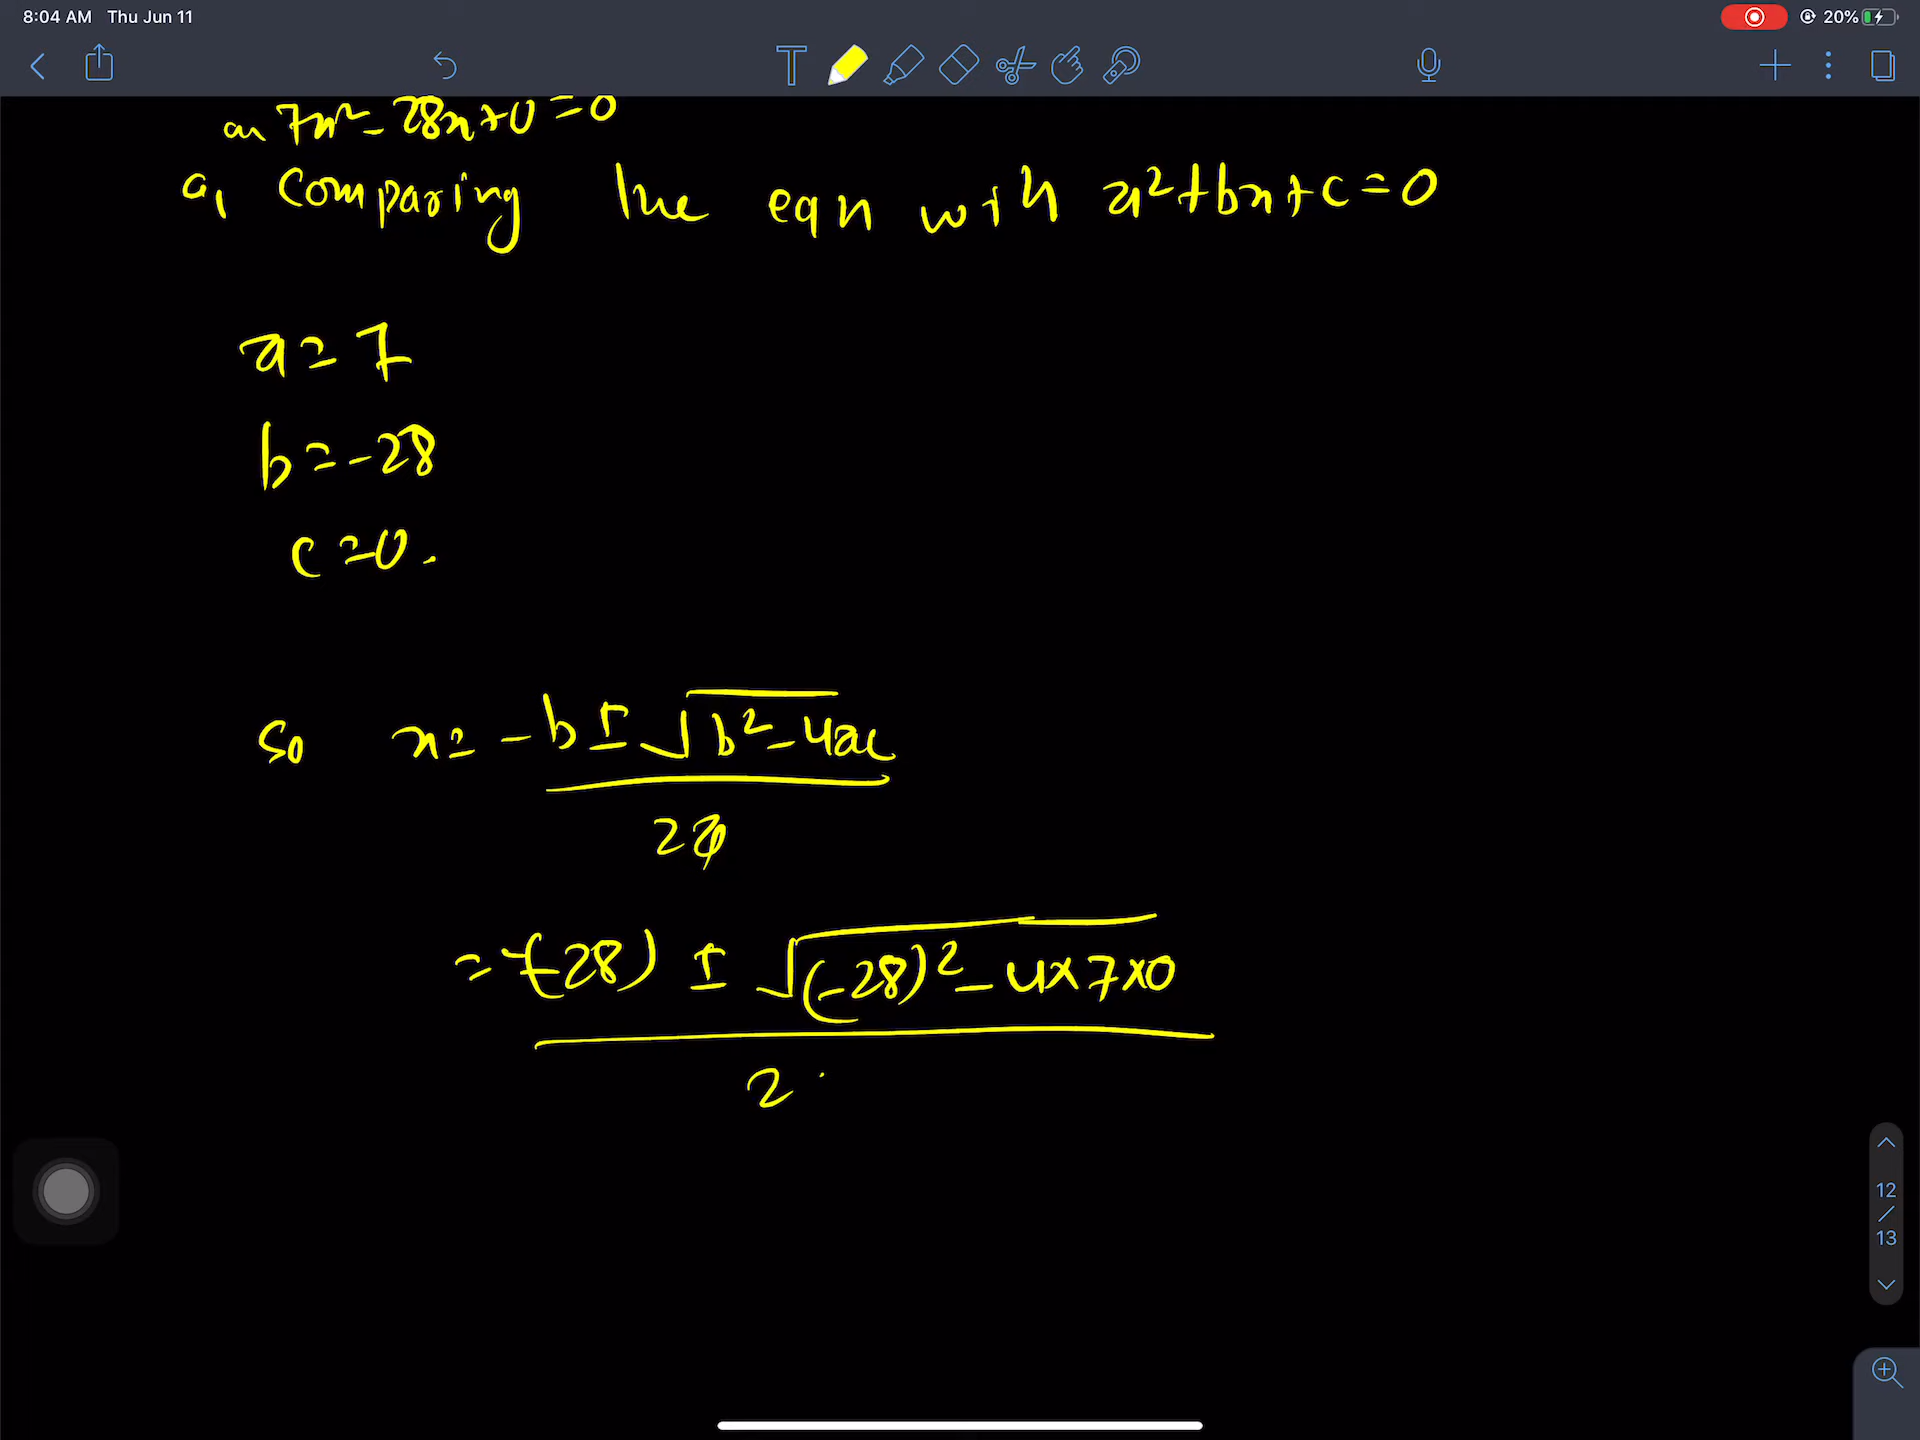 8:04 AM Thu Jun 11
20%
T
or 7x² - 28x + 0 = 0
a, Comparing the eqn with a²+bx+c=0
a = 7
b = -28
c = 0.
So x = -b ± √b² - 4ac
2a
= -(-28) ± √(-28)² - 4×7×0
2
12
/
13